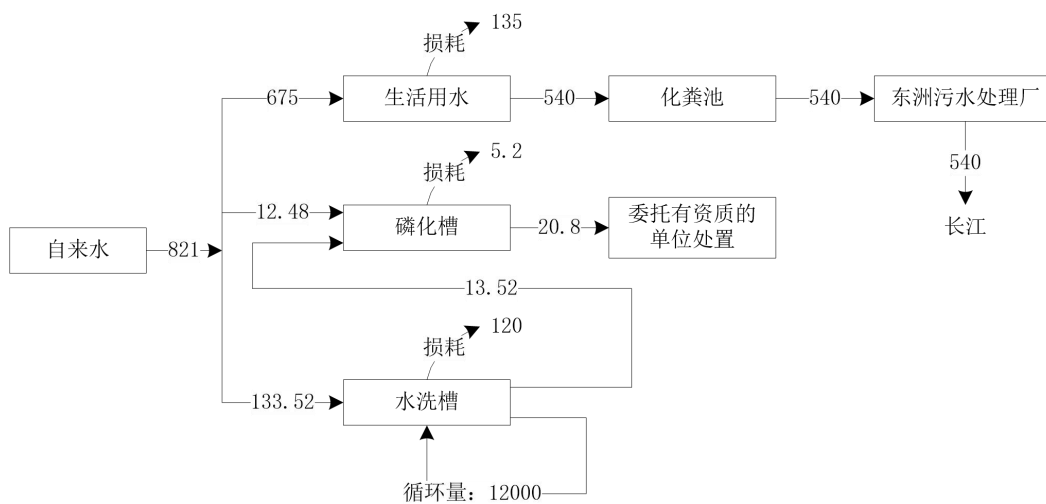 损耗
135
675
生活用水
540
化粪池
540
东洲污水处理厂
540
长江
损耗
5.2
12.48
磷化槽
20.8
委托有资质的
单位处置
自来水
821
13.52
损耗
120
133.52
水洗槽
循环量：12000